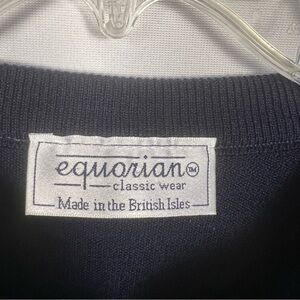 equorian™
classic wear
Made in the British Isles